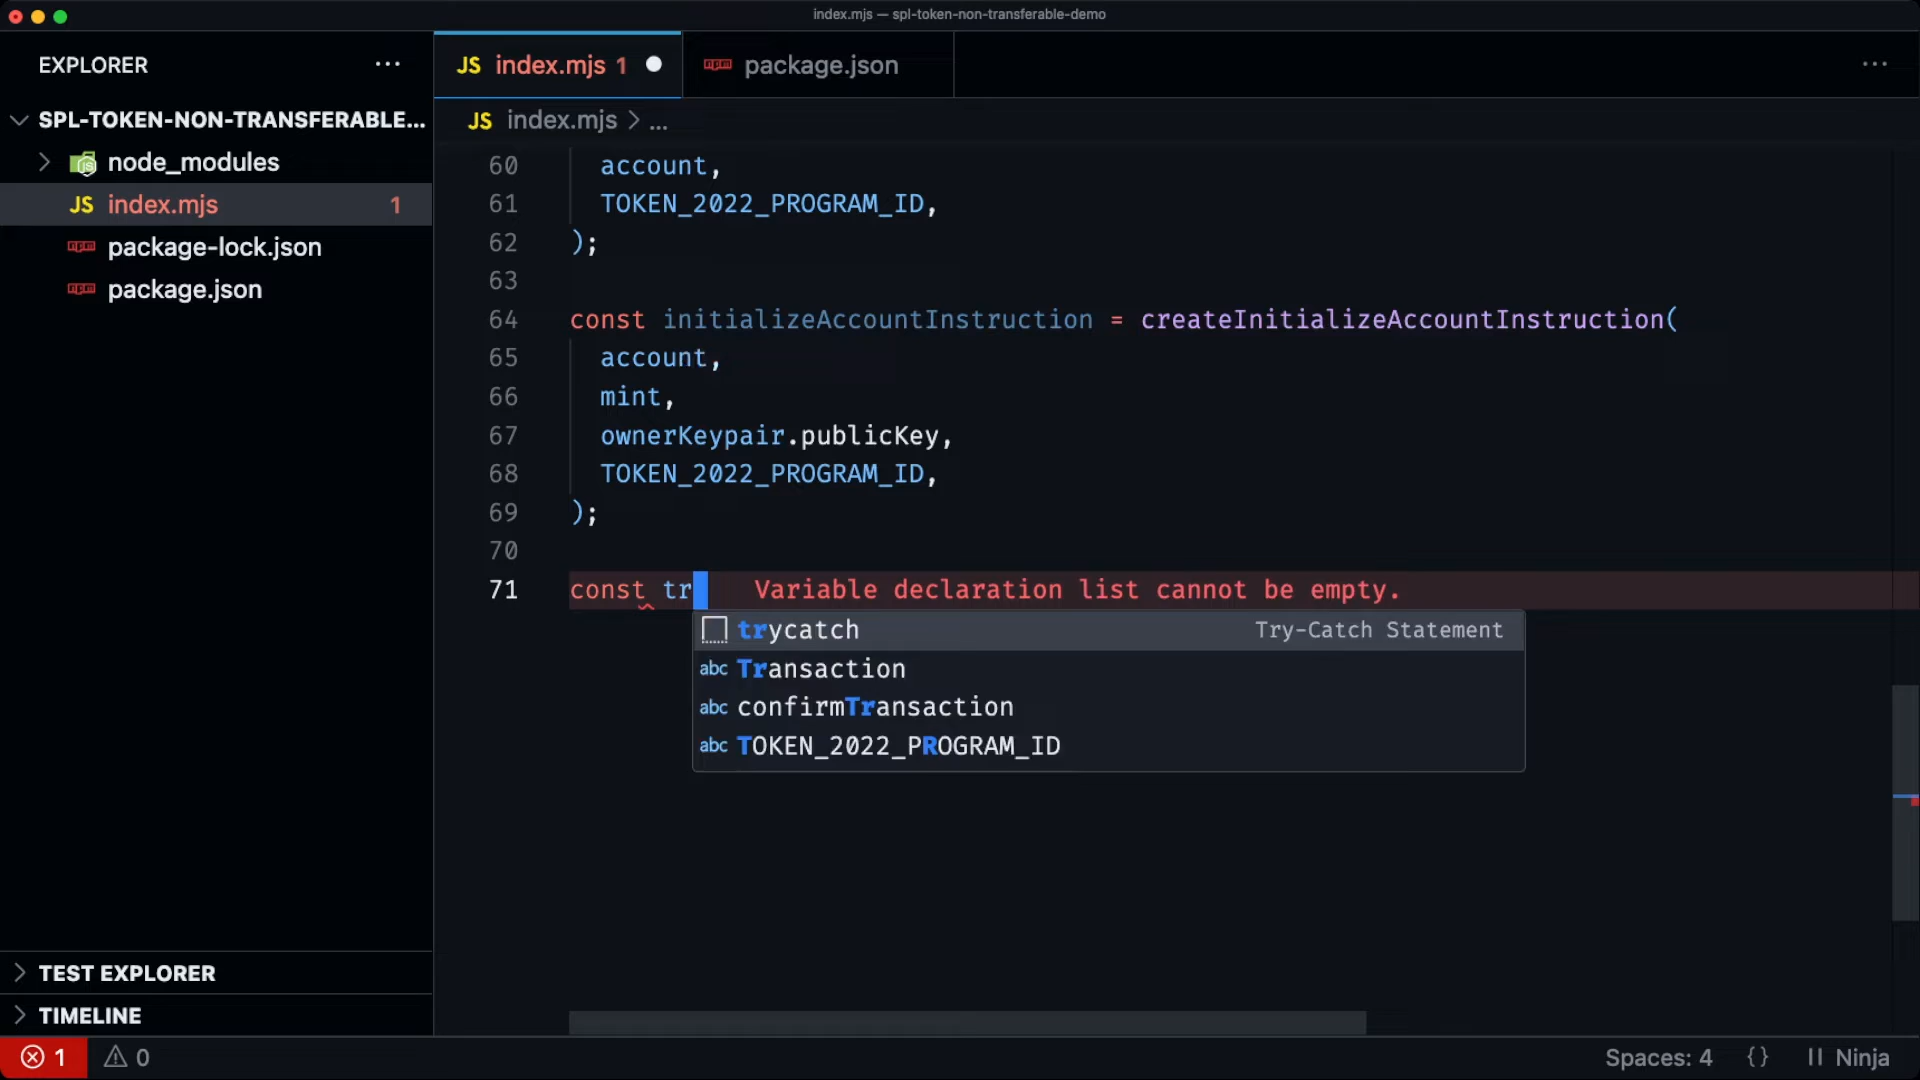 index.mjs — spl-token-non-transferable-demo
EXPLORER
SPL-TOKEN-NON-TRANSFERABLE...
node_modules
JS index.mjs 1
package-lock.json
package.json
TEST EXPLORER
TIMELINE
JS index.mjs 1
package.json
JS index.mjs > ...
60 account,
61 TOKEN_2022_PROGRAM_ID,
62 );
63
64 const initializeAccountInstruction = createInitializeAccountInstruction(
65 account,
66 mint,
67 ownerKeypair.publicKey,
68 TOKEN_2022_PROGRAM_ID,
69 );
70
71 const tr Variable declaration list cannot be empty.
trycatch Try-Catch Statement
abc Transaction
abc confirmTransaction
abc TOKEN_2022_PROGRAM_ID
1 0 Spaces: 4 {} Ninja